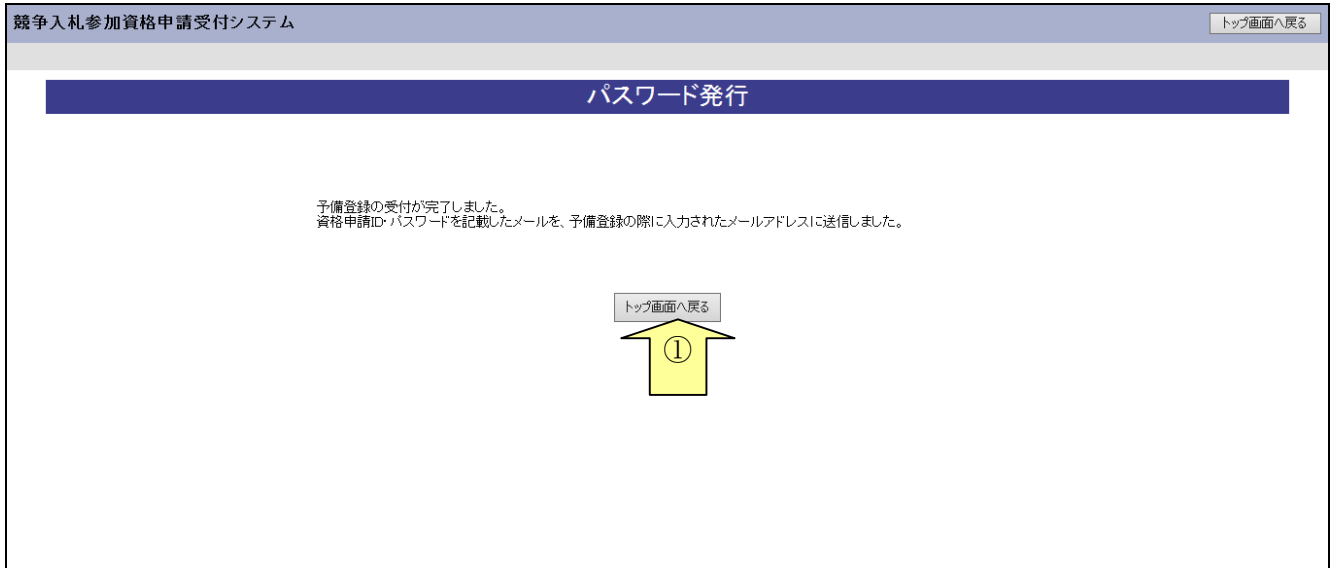 競争入札参加資格申請受付システム
トップ画面へ戻る
パスワード発行
予備登録の受付が完了しました。
資格申請ID・パスワードを記載したメールを、予備登録の際に入力されたメールアドレスに送信しました。
トップ画面へ戻る
①